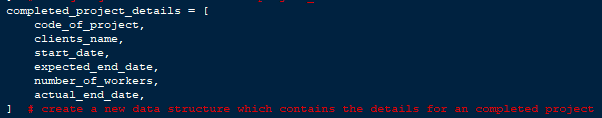 completed_project_details = [
    code_of_project,
    clients_name,
    start_date,
    expected_end_date,
    number_of_workers,
    actual_end_date,
]  # create a new data structure which contains the details for an completed project